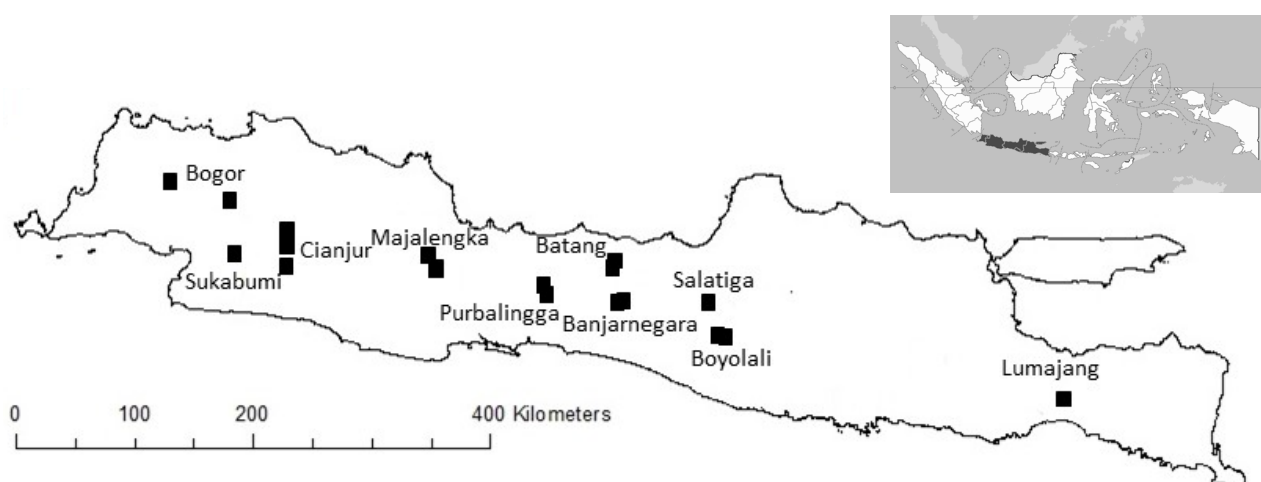 Bogor
Cianjur
Sukabumi
Majalengka
Batang
Purbalingga
Banjarnegara
Salatiga
Boyolali
Lumajang
0 100 200 400 Kilometers